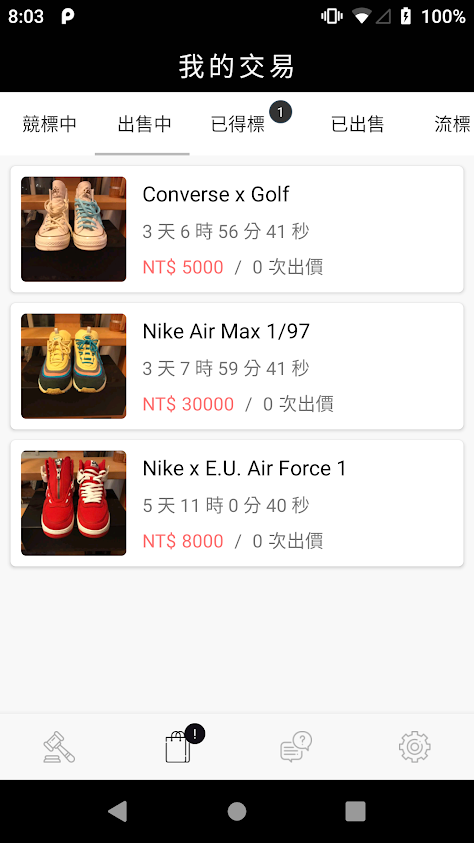 8:03 100%
我的交易
競標中 出售中 已得標 1 已出售 流標
Converse x Golf
3 天 6 時 56 分 41 秒
NT$ 5000 / 0 次出價
Nike Air Max 1/97
3 天 7 時 59 分 41 秒
NT$ 30000 / 0 次出價
Nike x E.U. Air Force 1
5 天 11 時 0 分 40 秒
NT$ 8000 / 0 次出價
! ?